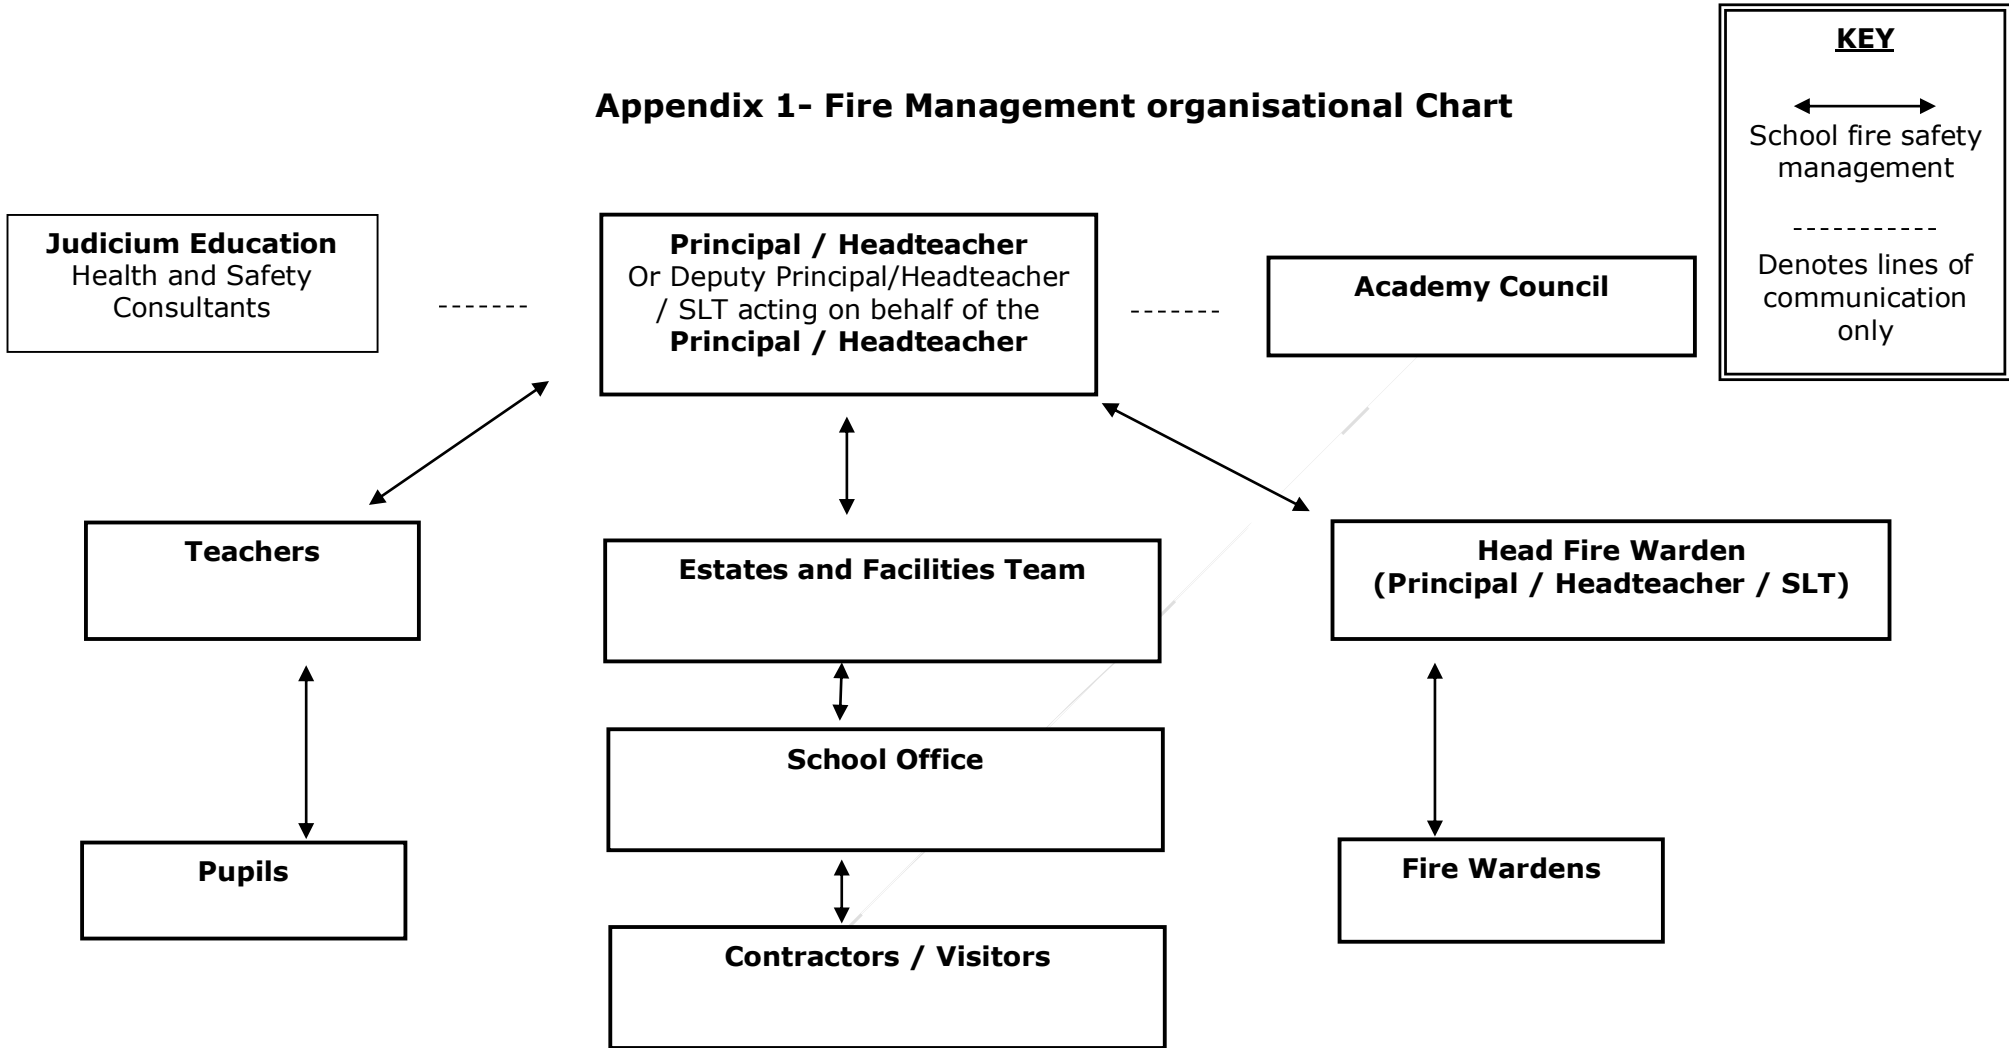 Appendix 1- Fire Management organisational Chart
KEY
School fire safety
management
Denotes lines of
communication
only
Judicium Education
Health and Safety
Consultants
Principal / Headteacher
Or Deputy Principal/Headteacher
/ SLT acting on behalf of the
Principal / Headteacher
Academy Council
Teachers
Estates and Facilities Team
Head Fire Warden
(Principal / Headteacher / SLT)
School Office
Pupils
Fire Wardens
Contractors / Visitors